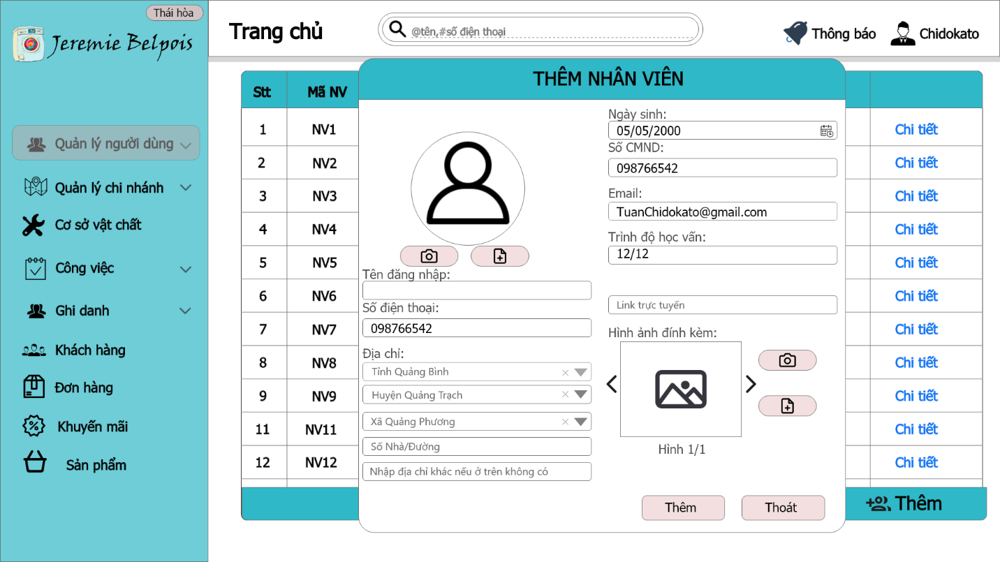 Thái hòa
Jeremie Belpois
Trang chủ
@tên,#số điện thoại
Thông báo
Chidokato
Quản lý người dùng
Quản lý chi nhánh
Cơ sở vật chất
Công việc
Ghi danh
Khách hàng
Đơn hàng
Khuyến mãi
Sản phẩm
Stt Mã NV
1 NV1 Chi tiết
2 NV2 Chi tiết
3 NV3 Chi tiết
4 NV4 Chi tiết
5 NV5 Chi tiết
6 NV6 Chi tiết
7 NV7 Chi tiết
8 NV8 Chi tiết
9 NV9 Chi tiết
11 NV11 Chi tiết
12 NV12 Chi tiết
Thêm
THÊM NHÂN VIÊN
Tên đăng nhập:
Số điện thoại:
098766542
Địa chỉ:
Tỉnh Quảng Bình
Huyện Quảng Trạch
Xã Quảng Phương
Số Nhà/Đường
Nhập địa chỉ khác nếu ở trên không có
Ngày sinh:
05/05/2000
Số CMND:
098766542
Email:
TuanChidokato@gmail.com
Trình độ học vấn:
12/12
Link trực tuyến
Hình ảnh đính kèm:
Hình 1/1
Thêm
Thoát